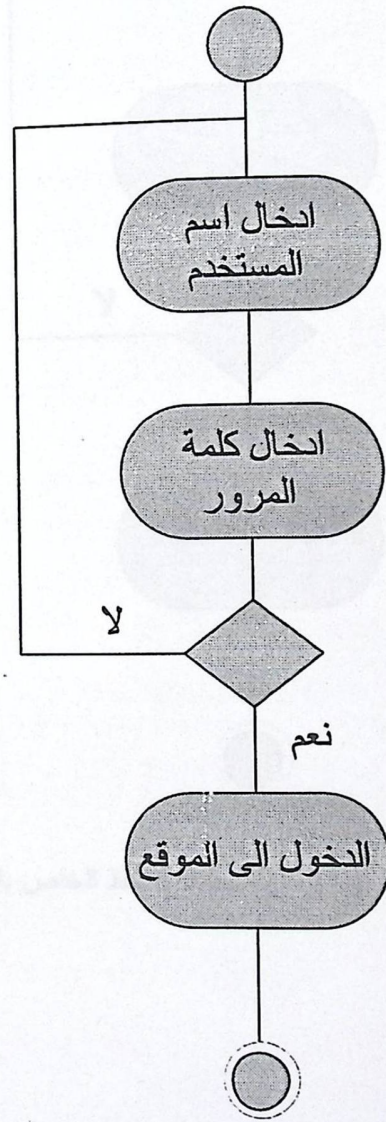 ادخال اسم
المستخدم
ادخال كلمة
المرور
لا
نعم
الدخول الى الموقع